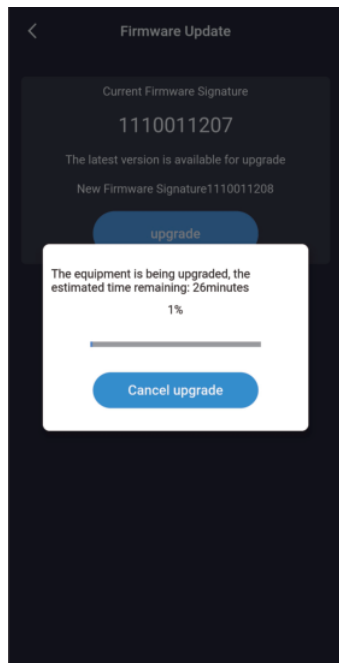 Firmware Update
Current Firmware Signature
1110011207
The latest version is available for upgrade
New Firmware Signature1110011208
upgrade
The equipment is being upgraded, the
estimated time remaining: 26minutes
1%
Cancel upgrade